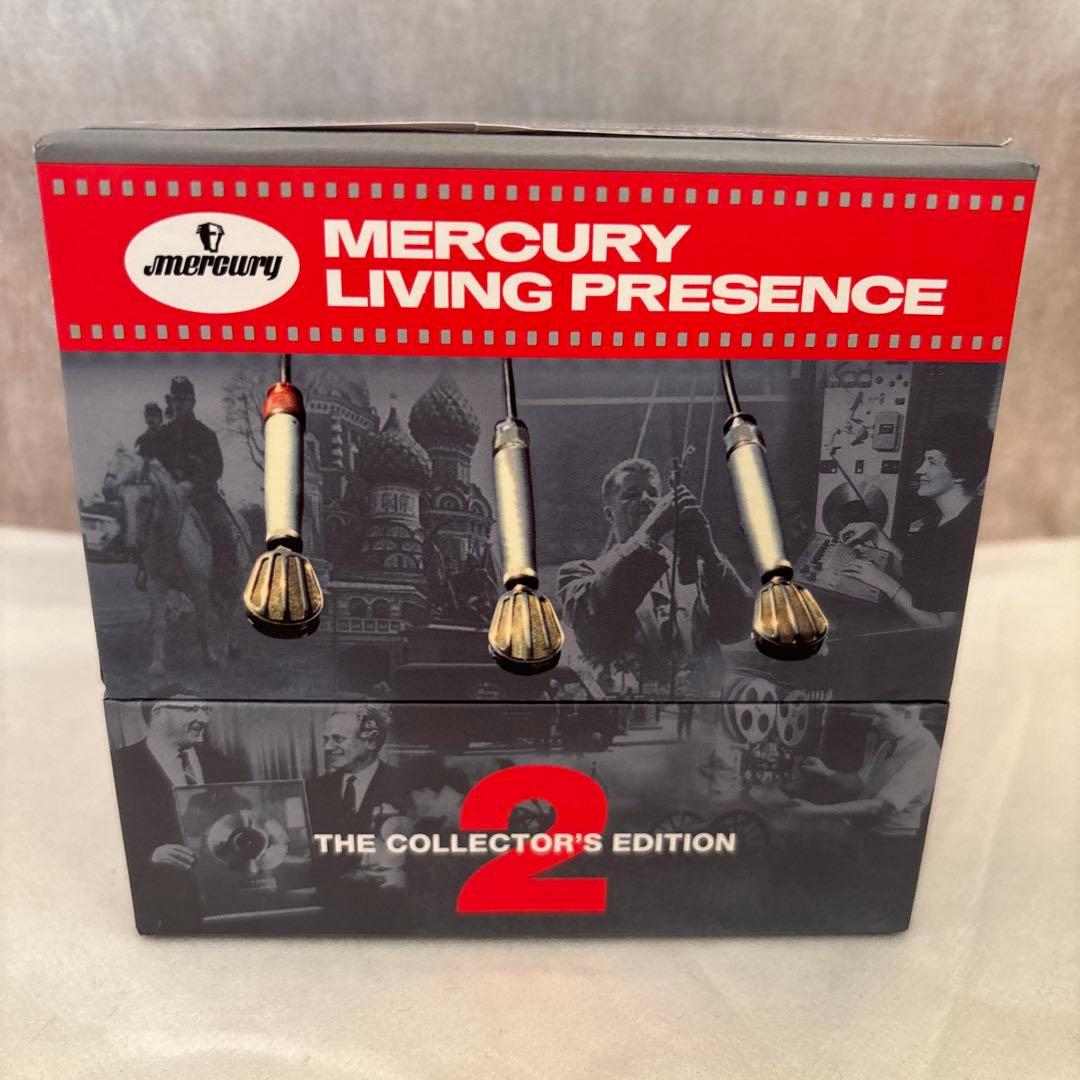 mercury
MERCURY
LIVING PRESENCE
2
THE COLLECTOR'S EDITION